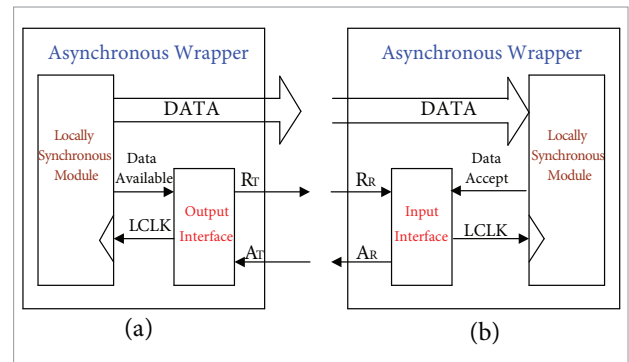 Asynchronous Wrapper
DATA
Locally
Synchronous
Module
Data
Available
RT
LCLK
Output
Interface
AT
(a)
Asynchronous Wrapper
DATA
Locally
Synchronous
Module
Data
Accept
RR
Input
Interface
LCLK
AR
(b)